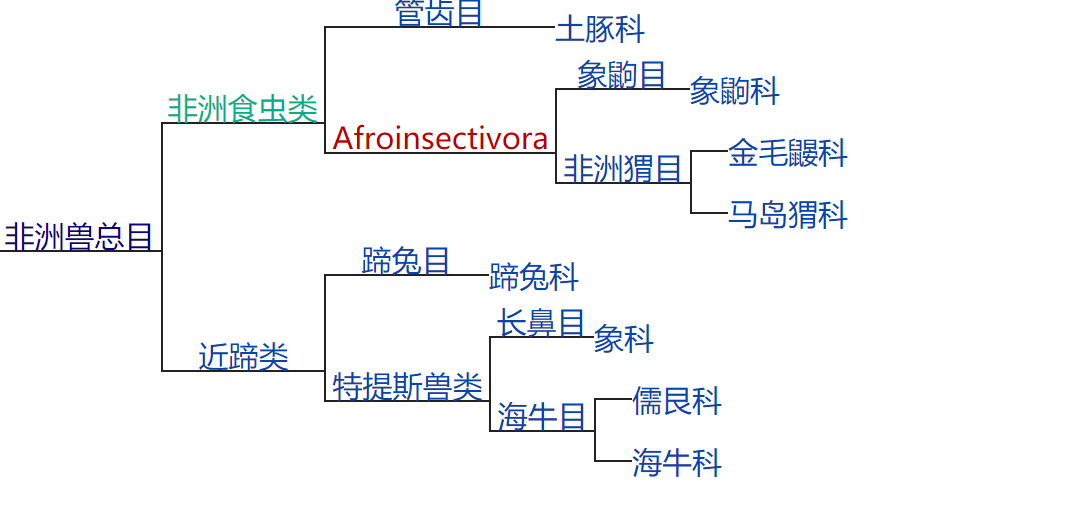 管齿目
土豚科
象鼩目
象鼩科
非洲食虫类
Afroinsectivora
金毛鼹科
非洲猬目
马岛猬科
非洲兽总目
蹄兔目
蹄兔科
长鼻目
象科
近蹄类
特提斯兽类
儒艮科
海牛目
海牛科